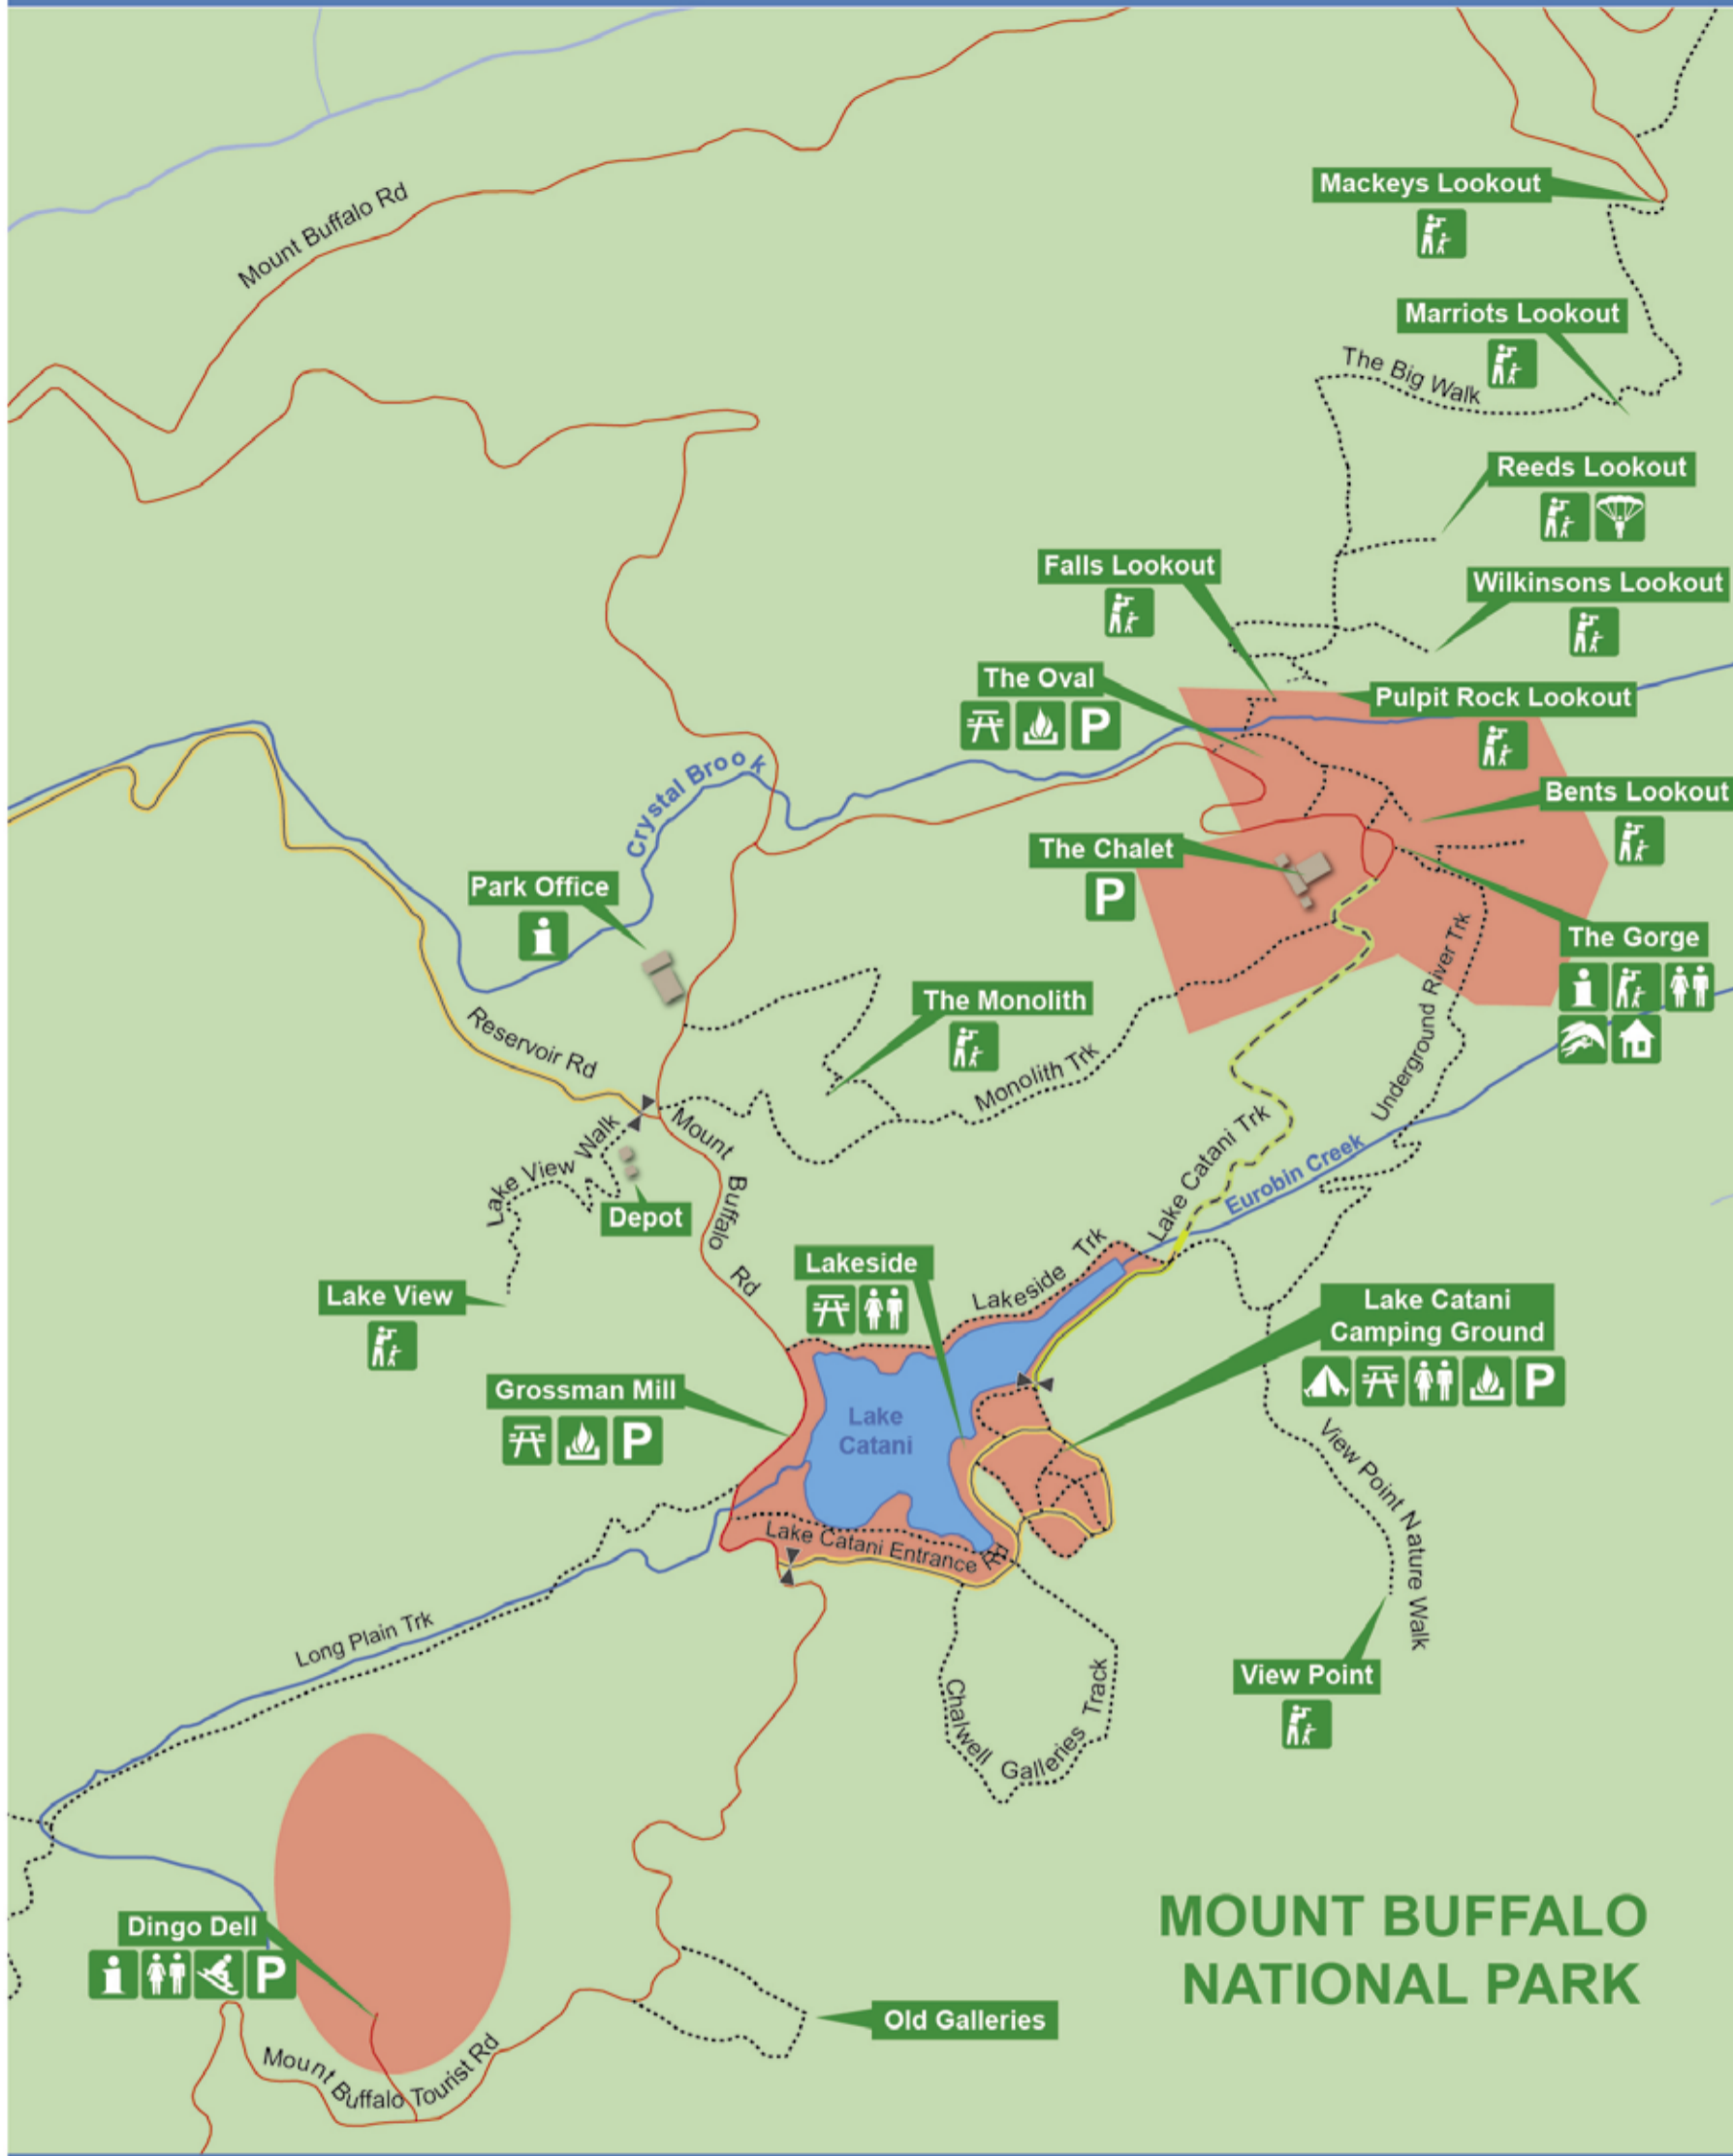 Mount Buffalo Rd
Mackeys Lookout
Marriots Lookout
The Big Walk
Reeds Lookout
Falls Lookout
Wilkinsons Lookout
The Oval
P
Pulpit Rock Lookout
Crystal Brook
Bents Lookout
The Chalet
P
Park Office
i
The Gorge
i
The Monolith
Reservoir Rd
Monolith Trk
Underground River Trk
Mount Buffalo Rd
Lake View Walk
Depot
Lake Catani Trk
Eurobin Creek
Lakeside
Lakeside Trk
Lake View
Lake Catani
Camping Ground
P
Grossman Mill
P
Lake
Catani
View Point Nature Walk
Lake Catani Entrance Rd
Long Plain Trk
View Point
Chalwell Galleries Track
MOUNT BUFFALO
NATIONAL PARK
Dingo Dell
i
P
Old Galleries
Mount Buffalo Tourist Rd